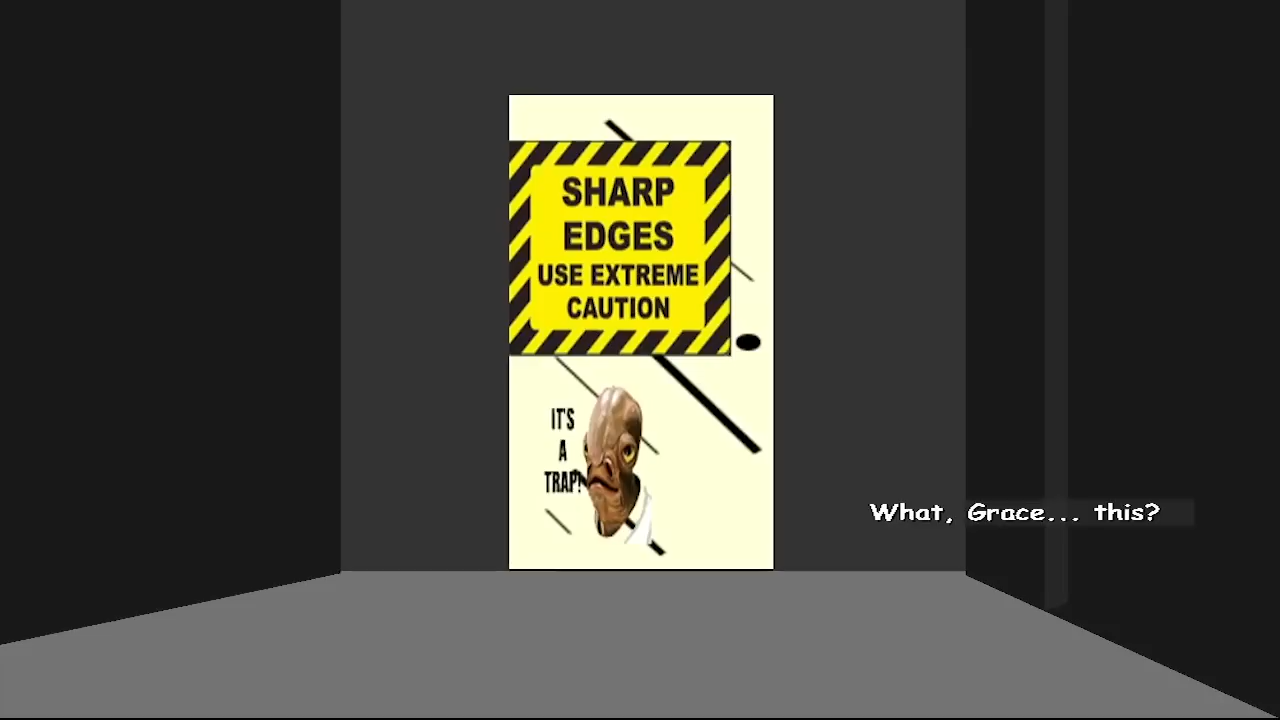 SHARP
EDGES
USE EXTREME
CAUTION
IT'S
A
TRAP!
What, Grace... this?